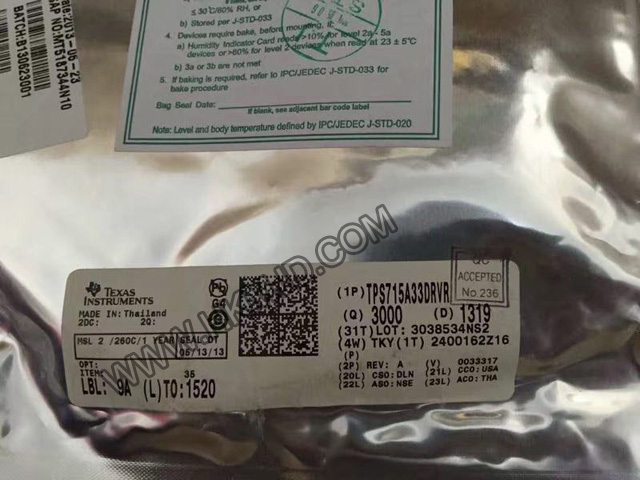 ≤30°C/60% RH, or
b) Stored per J-STD-033
4. Devices require bake, before mounting, if:
a) Humidity Indicator Card reads >10% for level 2a - 5a
devices or >60% for level 2 devices when read at 23 ± 5°C
b) 3a or 3b are not met
5. If baking is required, refer to IPC/JEDEC J-STD-033 for
bake procedure
Bag Seal Date:
If blank, see adjacent bar code label
Note: Level and body temperature defined by IPC/JEDEC J-STD-020
BATCH:B130623001
TEXAS
INSTRUMENTS
MADE IN: Thailand
2DC: 2Q:
MSL 2 /260C/1 YEAR SEAL DT
06/13/13
OPT:
ITEM: 35
LBL: 9A (L)TO:1520
Pb
G4
QC
ACCEPTED
No.236
(1P) TPS715A33DRVR
(Q) 3000 (D) 1319
(31T) LOT: 3038534NS2
(4W) TKY(1T) 2400162Z16
(P)
(2P) REV: A (V) 0033317
(20L) CSO:DLN (21L) CCO:USA
(22L) ASO:NSE (23L) ACO:THA